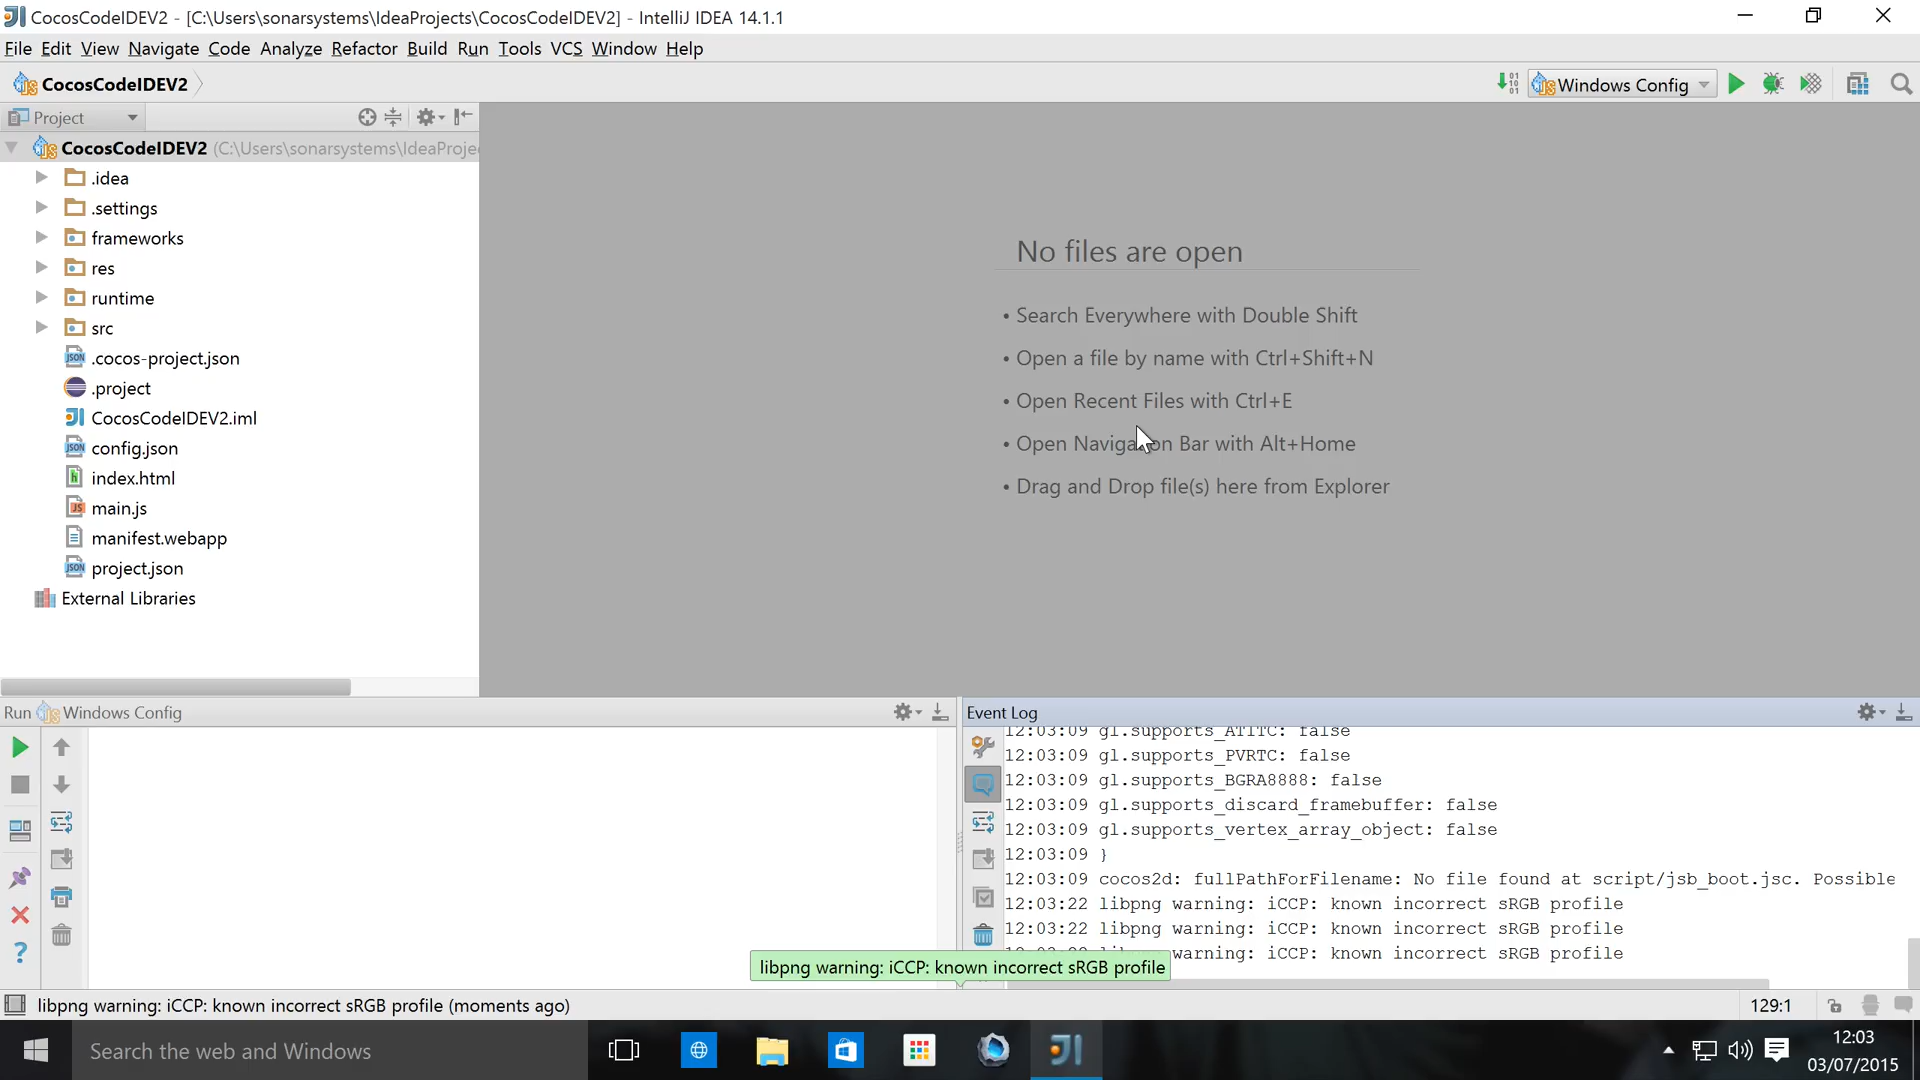 CocosCodeIDEV2 - [C:\Users\sonarsystems\IdeaProjects\CocosCodeIDEV2] - IntelliJ IDEA 14.1.1
File Edit View Navigate Code Analyze Refactor Build Run Tools VCS Window Help
CocosCodeIDEV2
Windows Config
Project
CocosCodeIDEV2 (C:\Users\sonarsystems\IdeaProje
.idea
.settings
frameworks
res
runtime
src
.cocos-project.json
.project
CocosCodeIDEV2.iml
config.json
index.html
main.js
manifest.webapp
project.json
External Libraries
No files are open
• Search Everywhere with Double Shift
• Open a file by name with Ctrl+Shift+N
• Open Recent Files with Ctrl+E
• Open Navigation Bar with Alt+Home
• Drag and Drop file(s) here from Explorer
Run Windows Config
Event Log
12:03:09 gl.supports_ATITC: false
12:03:09 gl.supports_PVRTC: false
12:03:09 gl.supports_BGRA8888: false
12:03:09 gl.supports_discard_framebuffer: false
12:03:09 gl.supports_vertex_array_object: false
12:03:09 }
12:03:09 cocos2d: fullPathForFilename: No file found at script/jsb_boot.jsc. Possible
12:03:22 libpng warning: iCCP: known incorrect sRGB profile
12:03:22 libpng warning: iCCP: known incorrect sRGB profile
warning: iCCP: known incorrect sRGB profile
libpng warning: iCCP: known incorrect sRGB profile
libpng warning: iCCP: known incorrect sRGB profile (moments ago)
129:1
Search the web and Windows
12:03
03/07/2015